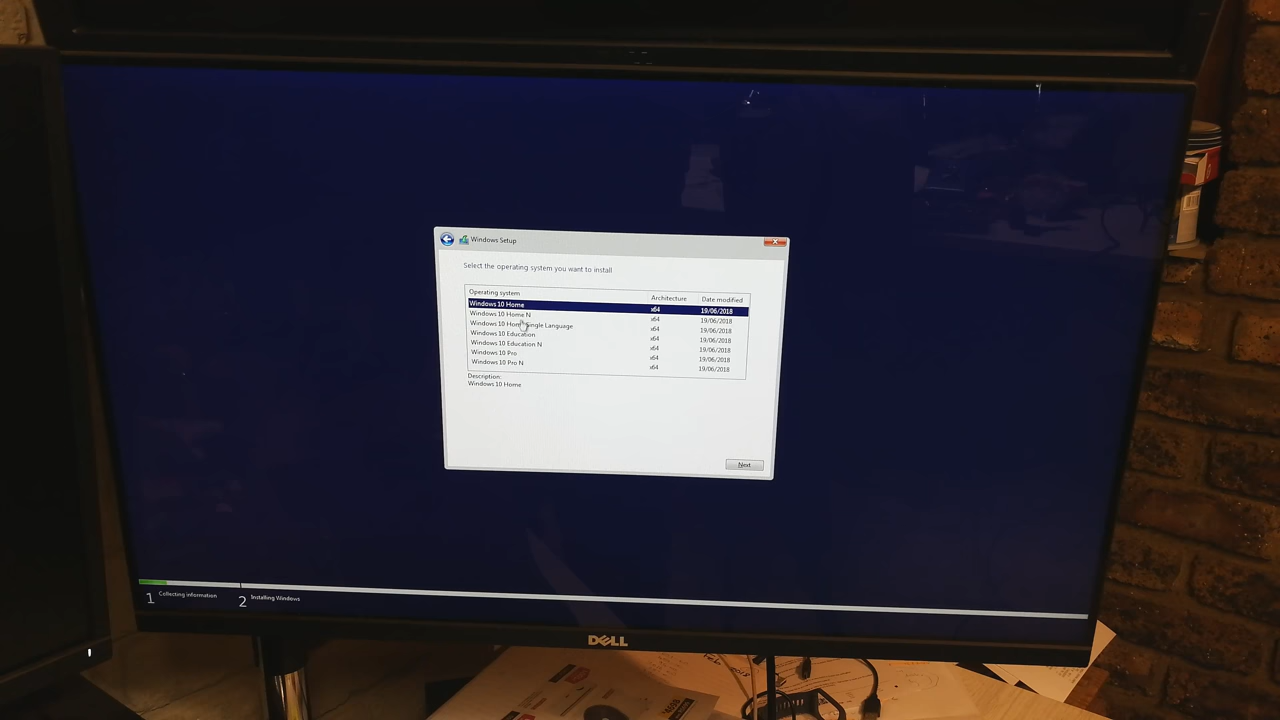 Windows Setup
Select the operating system you want to install
Operating system Architecture Date modified
Windows 10 Home x64 19/06/2018
Windows 10 Home N x64 19/06/2018
Windows 10 Home Single Language x64 19/06/2018
Windows 10 Education x64 19/06/2018
Windows 10 Education N x64 19/06/2018
Windows 10 Pro x64 19/06/2018
Windows 10 Pro N x64 19/06/2018
Description:
Windows 10 Home
Next
1 Collecting information 2 Installing Windows
DELL